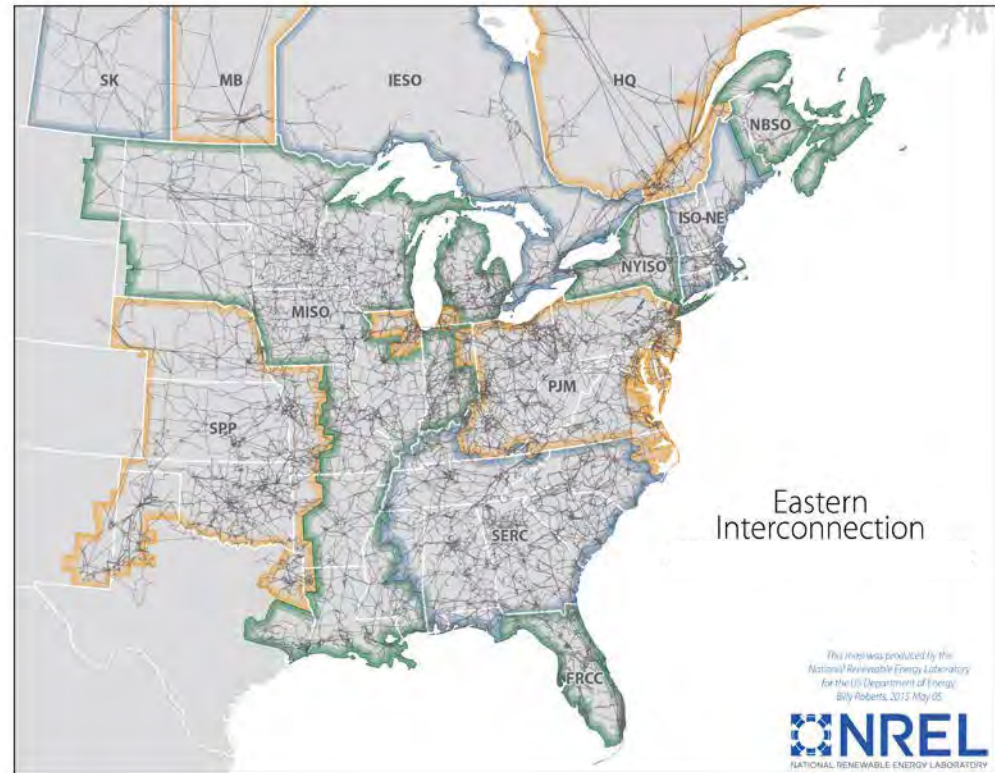 SK
MB
IESO
HQ
NBSO
ISO-NE
NYISO
MISO
PJM
SPP
SERC
FRCC
Eastern
Interconnection
This map was produced by the
National Renewable Energy Laboratory
for the US Department of Energy
Billy Roberts, 2015 May 05
NREL
NATIONAL RENEWABLE ENERGY LABORATORY